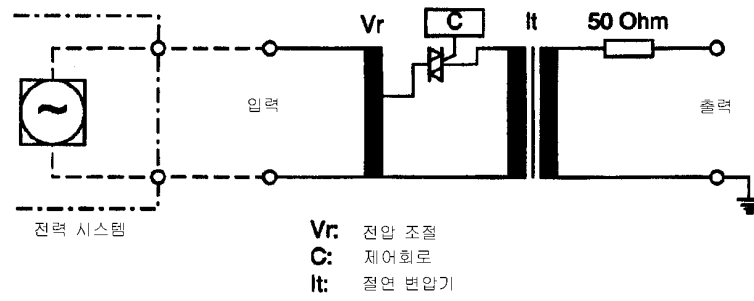 Vr C It 50 Ohm
~
입력 출력
전력 시스템
Vr: 전압 조절
C: 제어회로
It: 절연 변압기